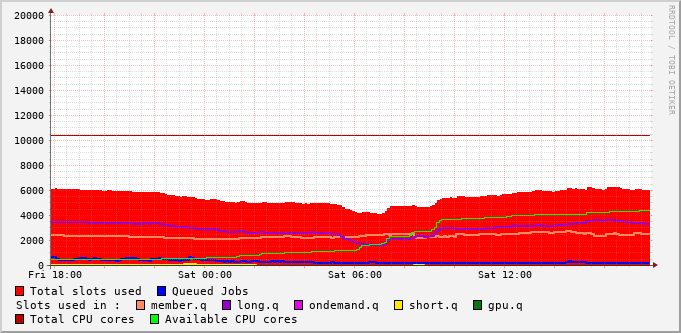 RRDTOOL / TOBI OETIKER
20000
18000
16000
14000
12000
10000
8000
6000
4000
2000
0
Fri 18:00 Sat 00:00 Sat 06:00 Sat 12:00
Total slots used Queued Jobs
Slots used in : member.q long.q ondemand.q short.q gpu.q
Total CPU cores Available CPU cores